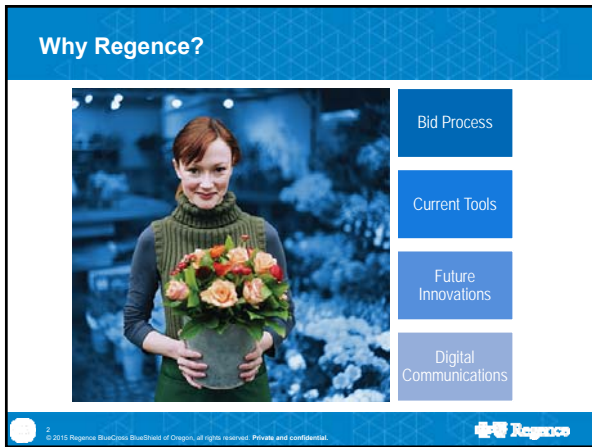 Why Regence?
Bid Process
Current Tools
Future
Innovations
Digital
Communications
2
© 2015 Regence BlueCross BlueShield of Oregon, all rights reserved. Private and confidential.
Regence